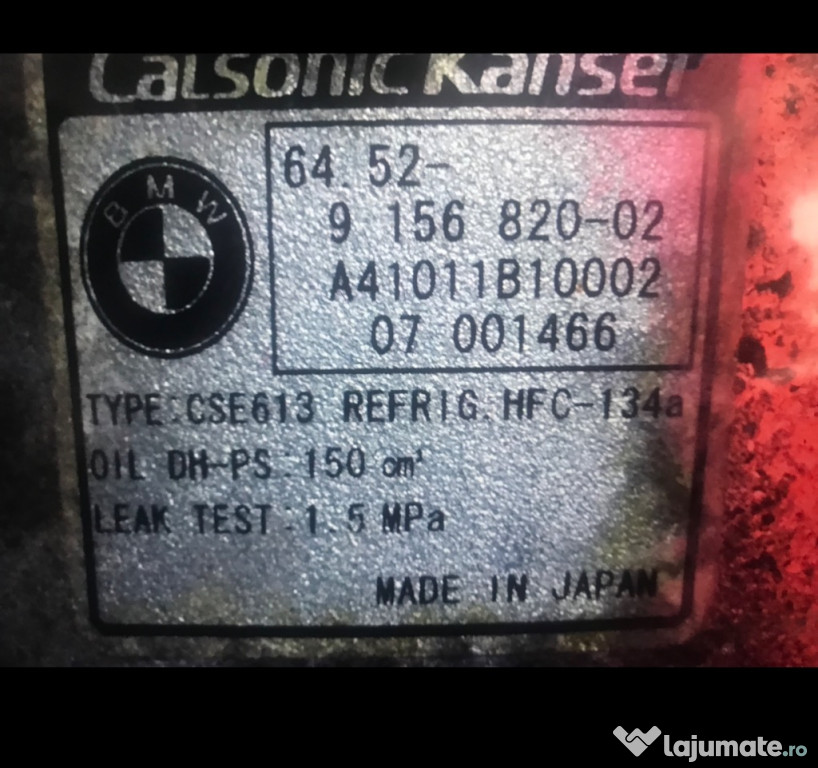 CALSONIC Kansei
BMW
64 52-
9 156 820-02
A41011B10002
07 001466
TYPE:CSE613 REFRIG.HFC-134a
OIL DH-PS:150 cm³
LEAK TEST:1.5 MPa
MADE IN JAPAN
lajumate.ro